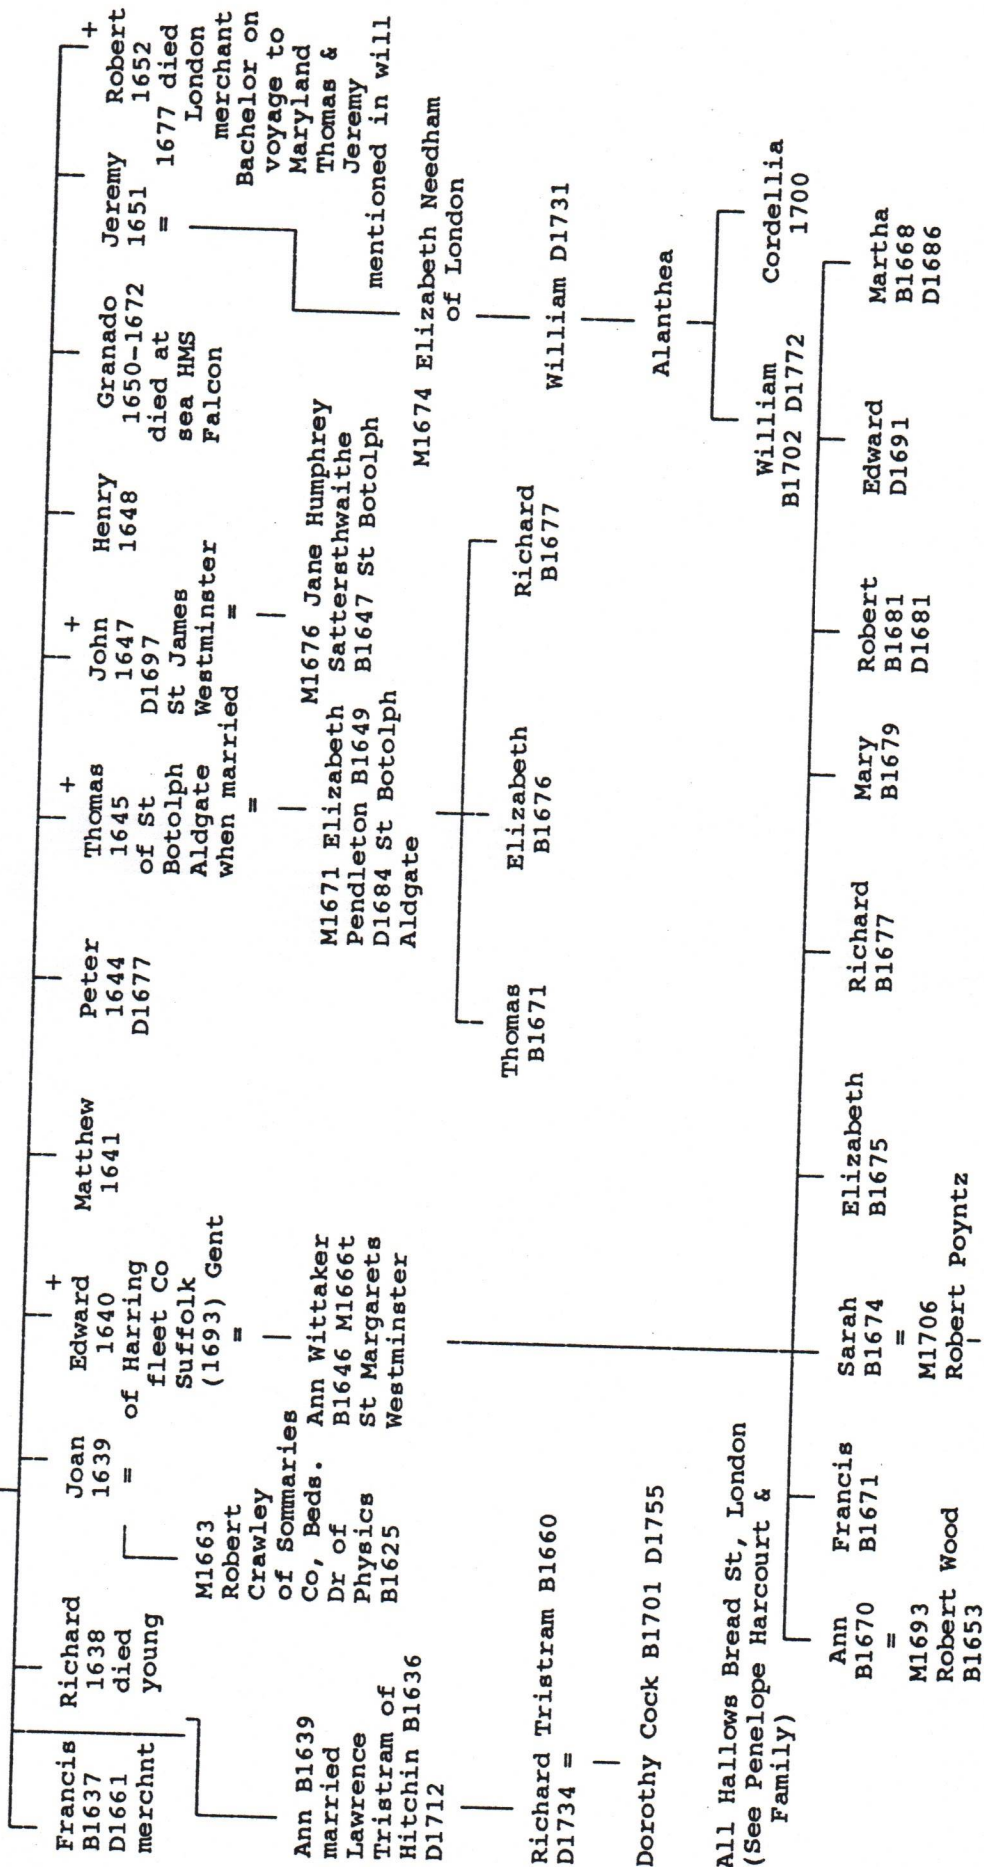 Francis
B1637
D1661
merchnt
Richard
1638
died
young
Joan
1639
=
+
Edward
1640
of Harring
fleet Co
Suffolk
(1693) Gent
=
Matthew
1641
Peter
1644
D1677
+
Thomas
1645
of St
Botolph
Aldgate
when married
=
+
John
1647
D1697
St James
Westminster
=
Henry
1648
Granado
1650-1672
died at
sea HMS
Falcon
Jeremy
1651
=
+
Robert
1652
1677 died
London
merchant
Bachelor on
voyage to
Maryland
Thomas &
Jeremy
mentioned in will
Ann B1639
married
Lawrence
Tristram of
Hitchin B1636
D1712
M1663
Robert
Crawley
of Sommaries
Co, Beds.
Dr of
Physics
B1625
Ann Wittaker
B1646 M1666t
St Margarets
Westminster
M1671 Elizabeth
Pendleton B1649
D1684 St Botolph
Aldgate
M1676 Jane Humphrey
Sattersthwaithe
B1647 St Botolph
M1674 Elizabeth Needham
of London
Thomas
B1671
Elizabeth
B1676
Richard
B1677
William D1731
Alanthea
William
B1702 D1772
Cordellia
1700
Richard Tristram B1660
D1734 =
Dorothy Cock B1701 D1755
All Hallows Bread St, London
(See Penelope Harcourt &
Family)
Ann
B1670
=
M1693
Robert Wood
B1653
Francis
B1671
Sarah
B1674
=
M1706
Robert Poyntz
Elizabeth
B1675
Richard
B1677
Mary
B1679
Robert
B1681
D1681
Edward
D1691
Martha
B1668
D1686